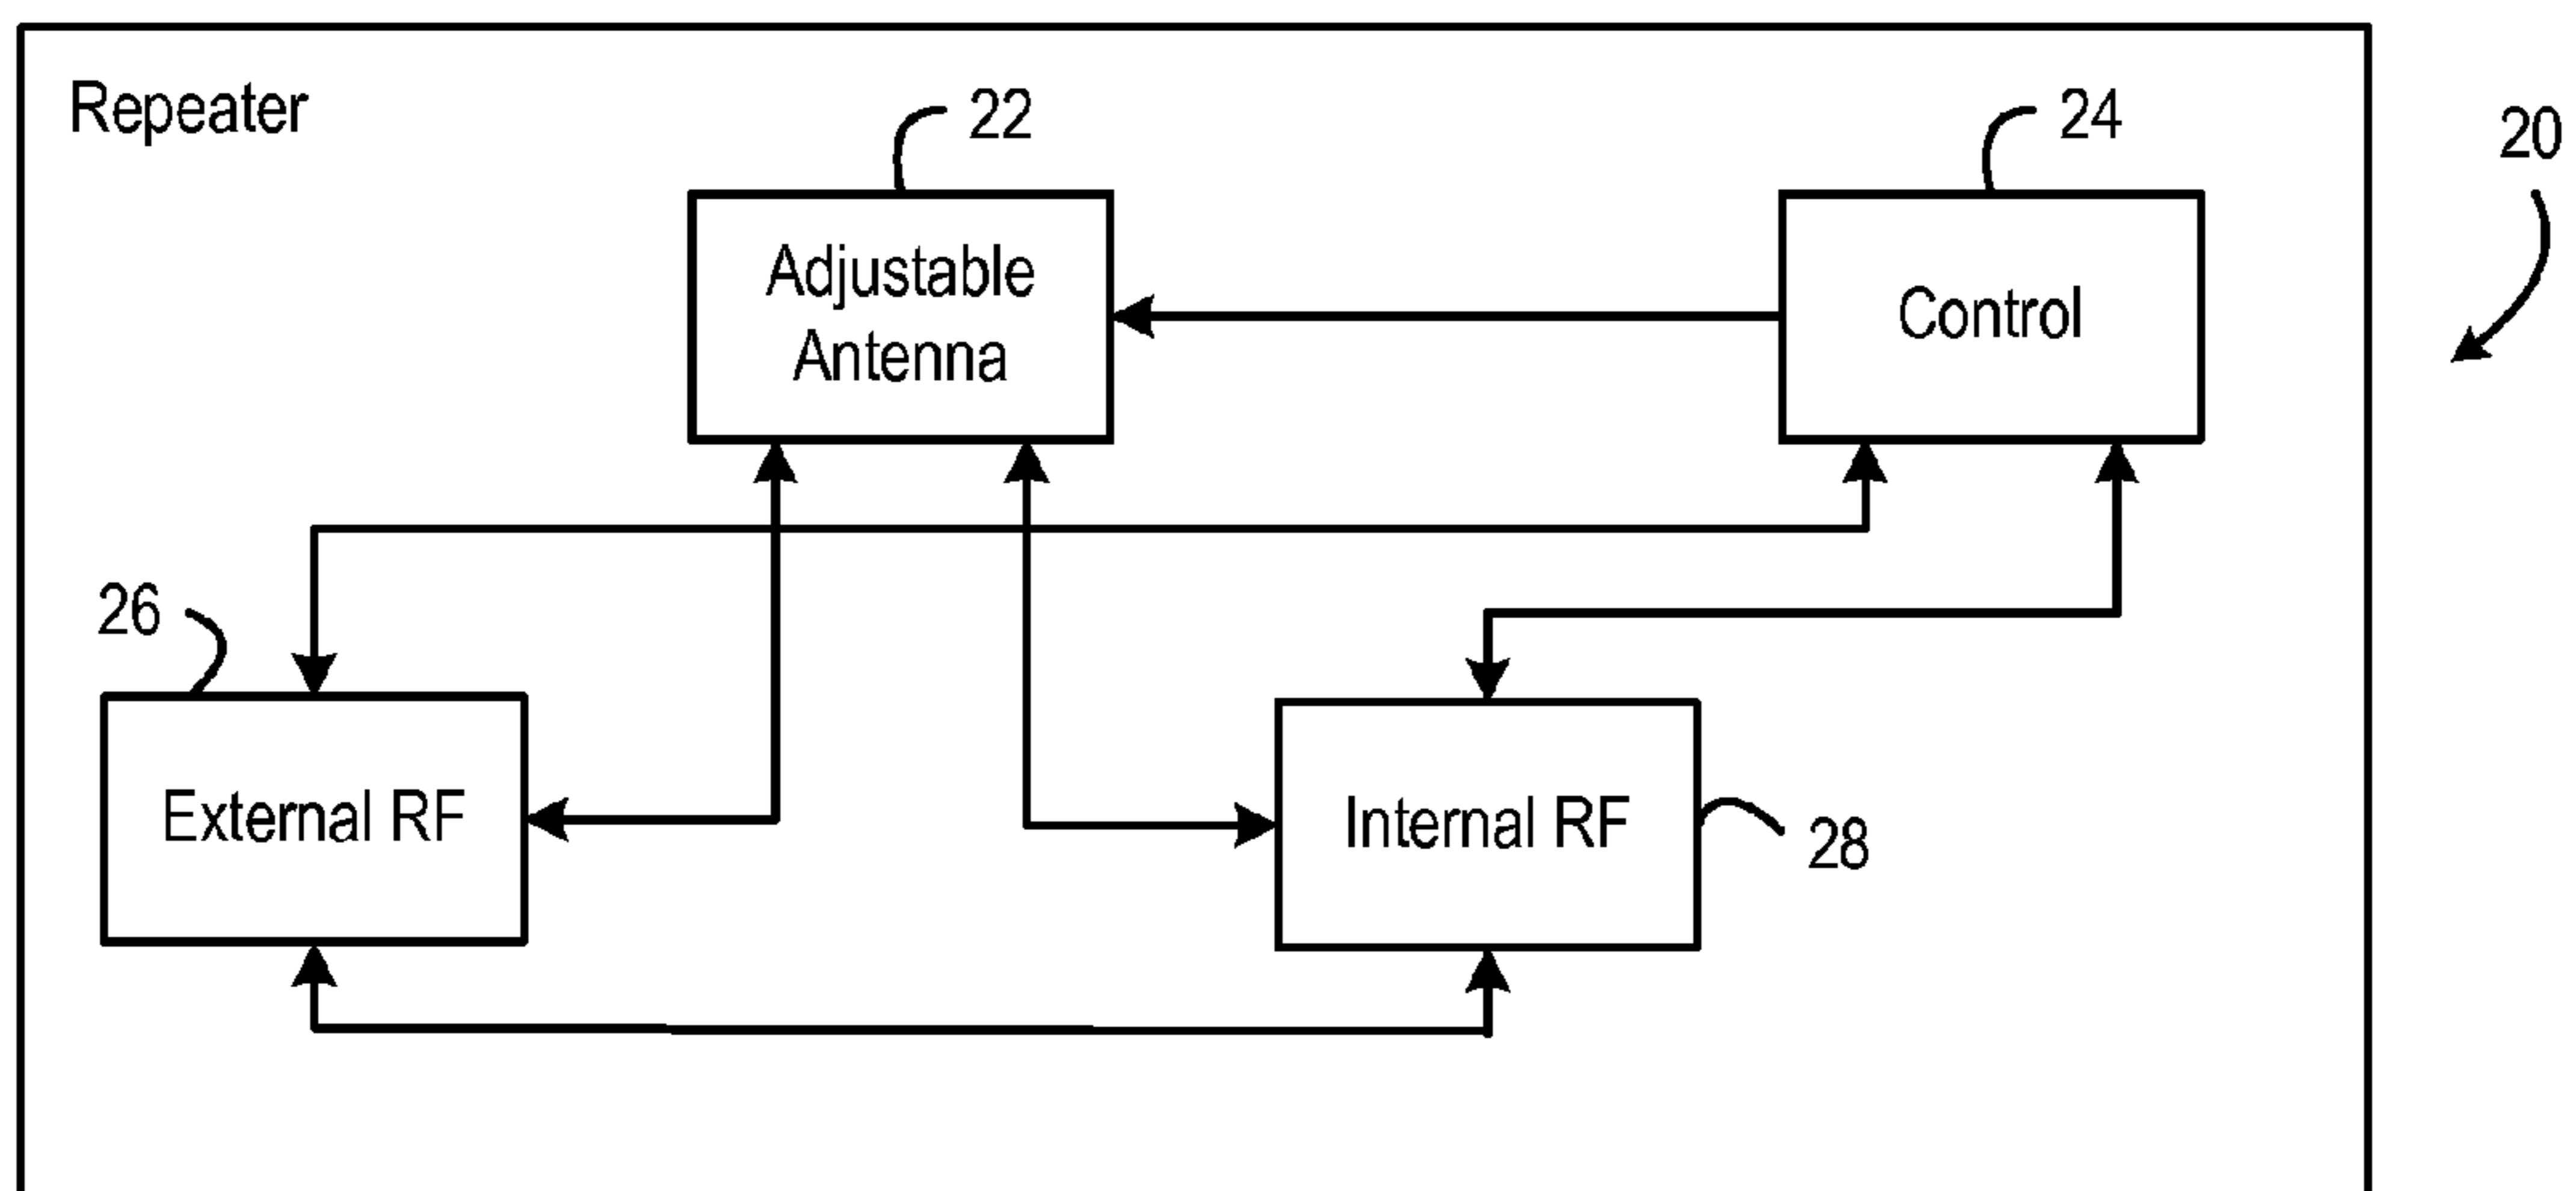 Repeater
22
24
20
Adjustable
Antenna
Control
26
External RF
Internal RF
28